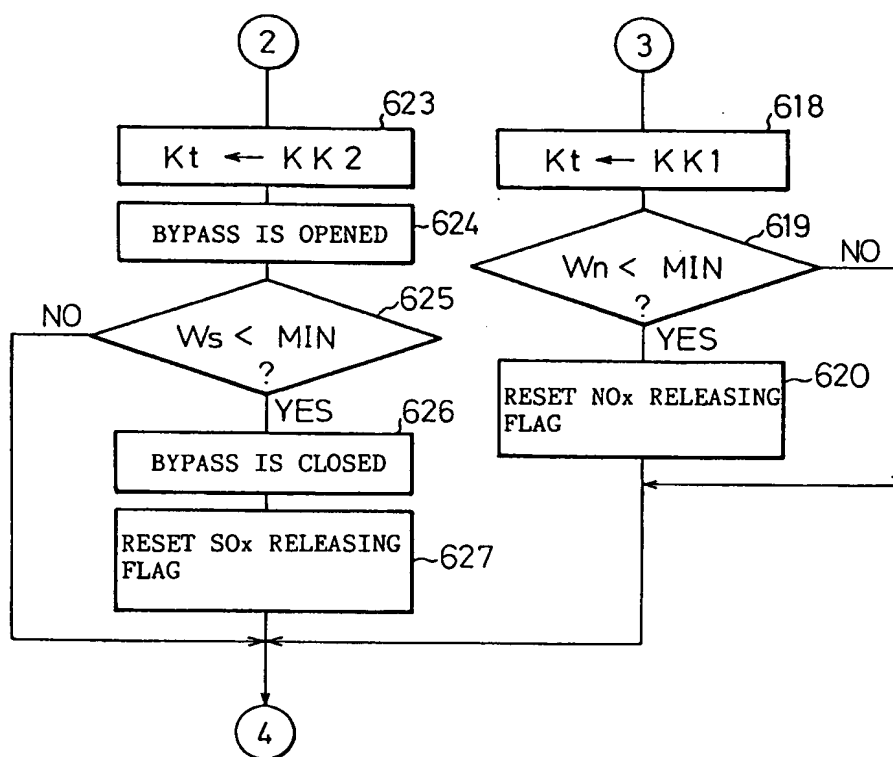 2
623
Kt ← KK2
BYPASS IS OPENED
624
625
NO
Ws < MIN
?
YES
626
BYPASS IS CLOSED
RESET SOx RELEASING
FLAG
627
3
618
Kt ← KK1
619
NO
Wn < MIN
?
YES
620
RESET NOx RELEASING
FLAG
4